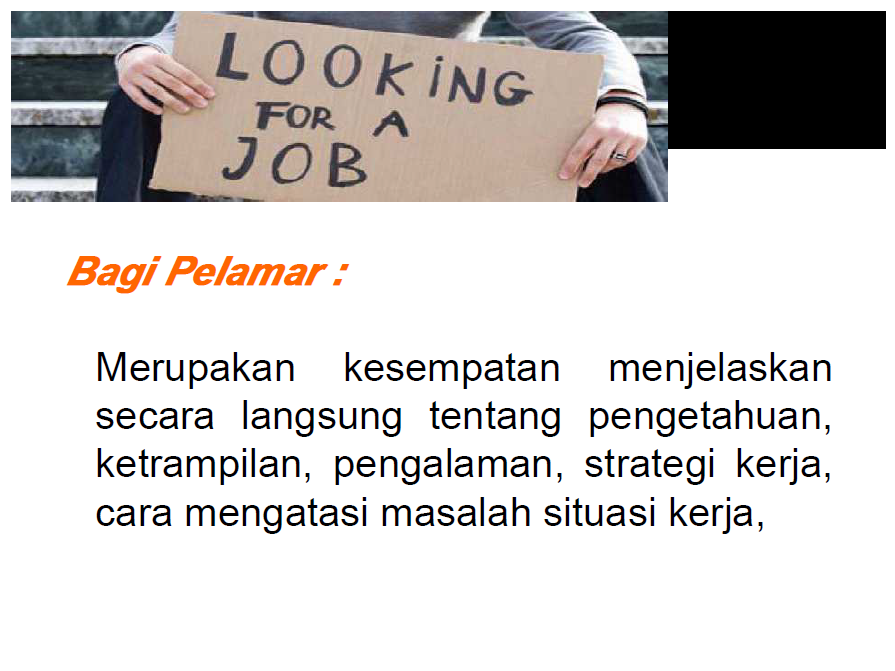 LOOKING
FOR A
JOB
Bagi Pelamar :
Merupakan kesempatan menjelaskan
secara langsung tentang pengetahuan,
ketrampilan, pengalaman, strategi kerja,
cara mengatasi masalah situasi kerja,